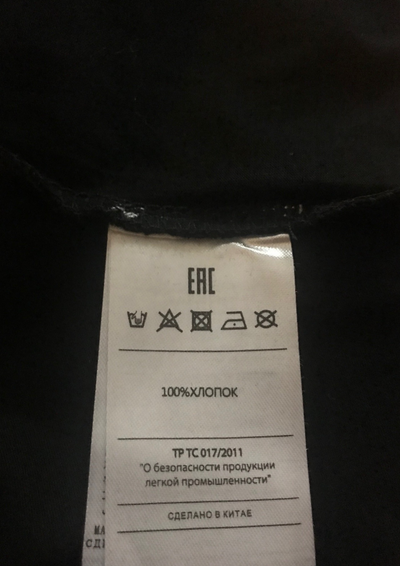 EAC
100%ХЛОПОК
ТР ТС 017/2011
"О безопасности продукции
легкой промышленности"
СДЕЛАНО В КИТАЕ